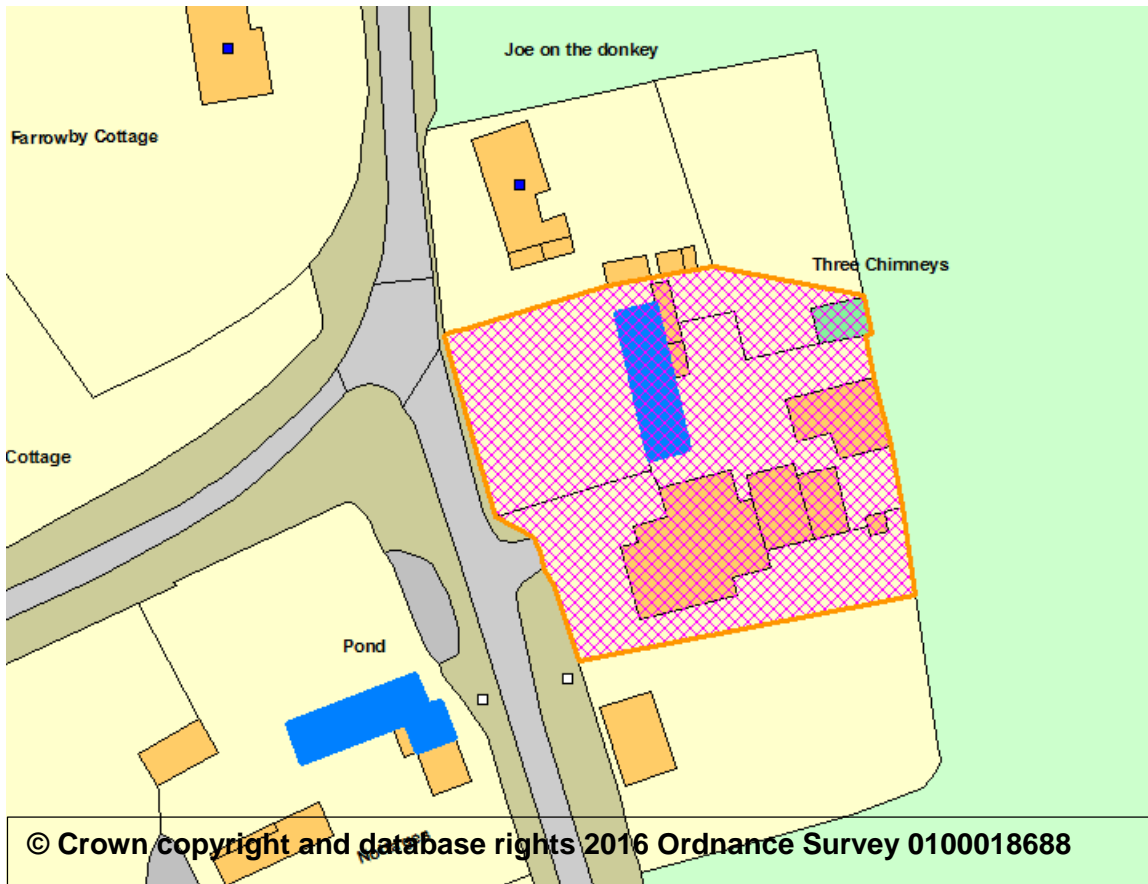 Joe on the donkey
Farrowby Cottage
Three Chimneys
Cottage
Pond
© Crown copyright and database rights 2016 Ordnance Survey 0100018688